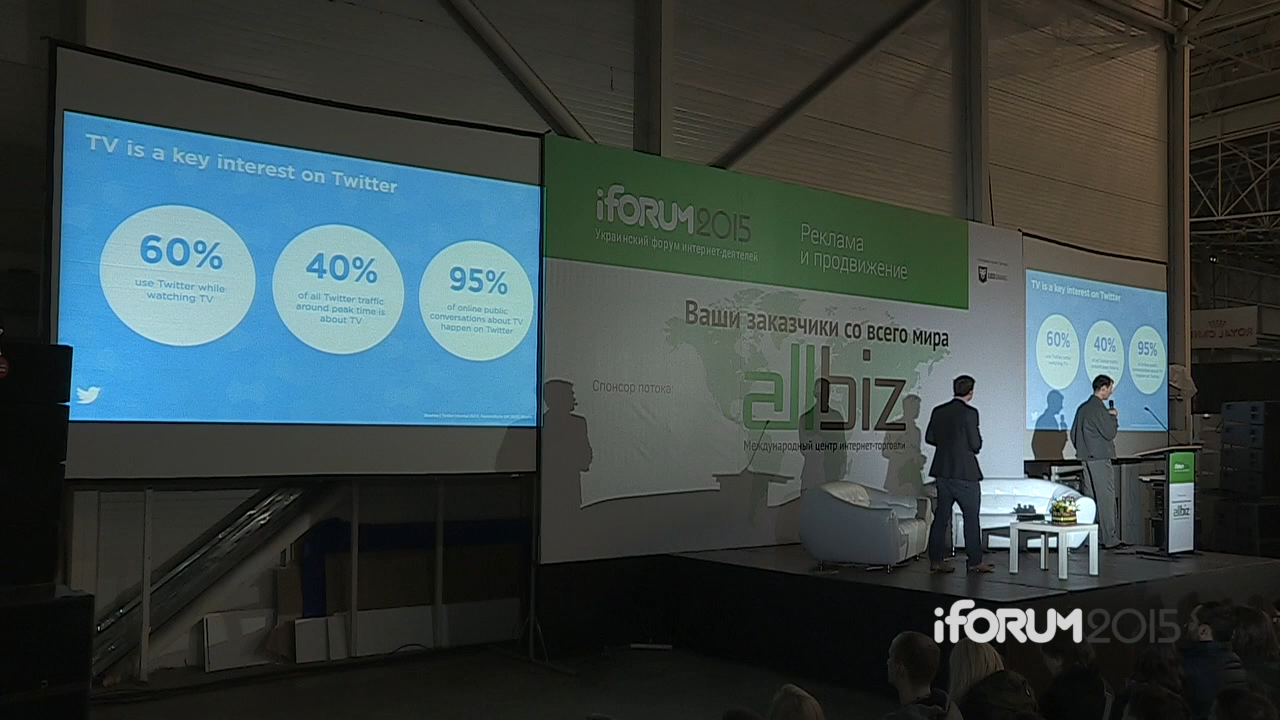 TV is a key interest on Twitter
60%
use Twitter while
watching TV
40%
of all Twitter traffic
around peak time is
about TV
95%
of online public
conversations about TV
happen on Twitter
iFORUM2015
Украинский форум интернет-деятелей
Реклама
и продвижение
Ваши заказчики со всего мира
Спонсор потока:
allbiz
Международный центр интернет-торговли
TV is a key interest on Twitter
60%
40%
95%
allbiz
iFORUM2015